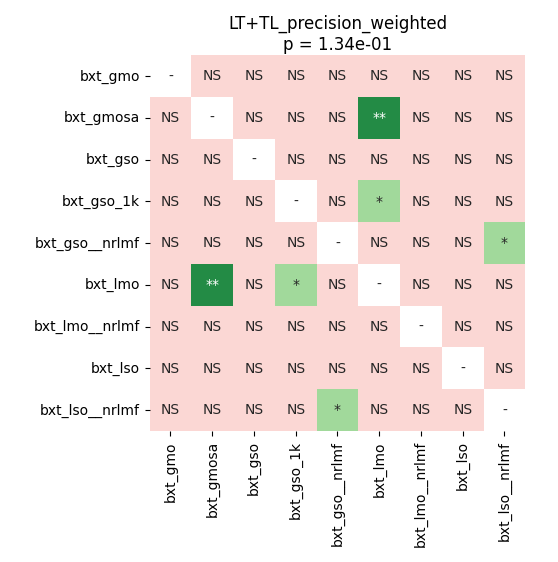 LT+TL_precision_weighted
p = 1.34e-01
bxt_gmo - NS NS NS NS NS NS NS NS
bxt_gmosa NS - NS NS NS ** NS NS NS
bxt_gso NS NS - NS NS NS NS NS NS
bxt_gso_1k NS NS NS - NS * NS NS NS
bxt_gso__nrlmf NS NS NS NS - NS NS NS *
bxt_lmo NS ** NS * NS - NS NS NS
bxt_lmo__nrlmf NS NS NS NS NS NS - NS NS
bxt_lso NS NS NS NS NS NS NS - NS
bxt_lso__nrlmf NS NS NS NS * NS NS NS -
bxt_gmo
bxt_gmosa
bxt_gso
bxt_gso_1k
bxt_gso__nrlmf
bxt_lmo
bxt_lmo__nrlmf
bxt_lso
bxt_lso__nrlmf